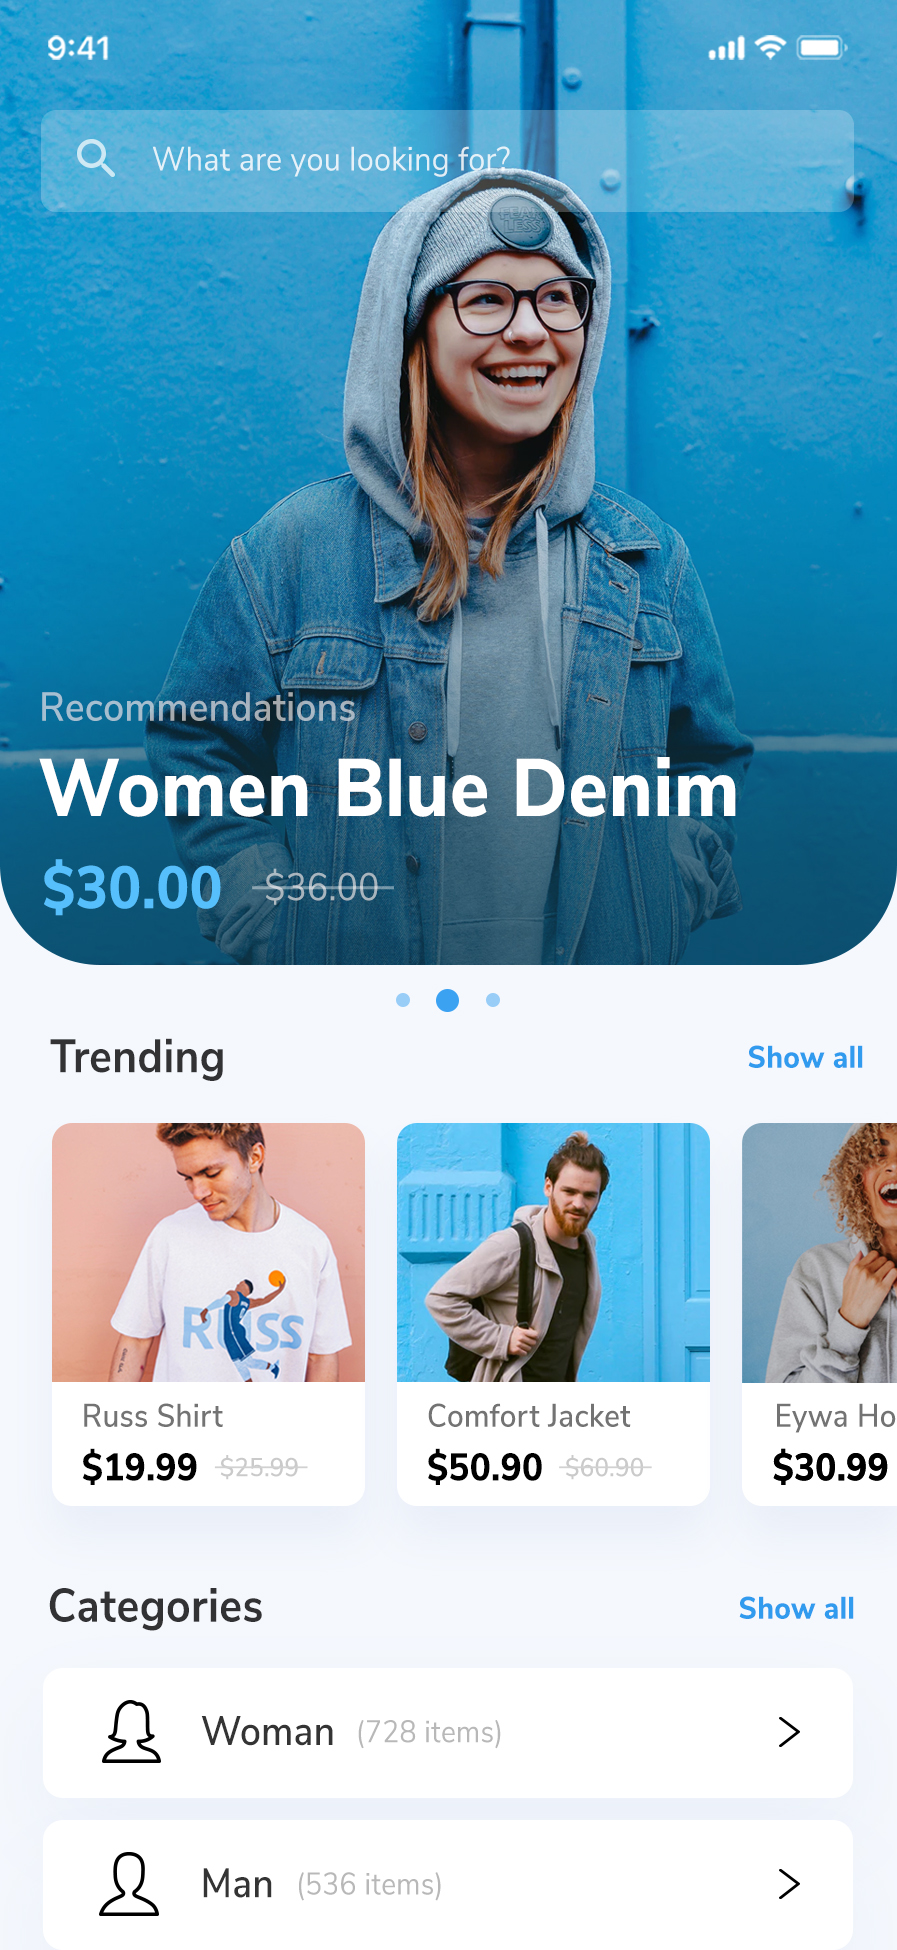 9:41
What are you looking for?
FEAR
LESS
Recommendations
Women Blue Denim
$30.00 $36.00
Trending Show all
RUSS
Russ Shirt Comfort Jacket Eywa Ho
$19.99 $25.99 $50.90 $60.90 $30.99
Categories Show all
Woman (728 items)
Man (536 items)